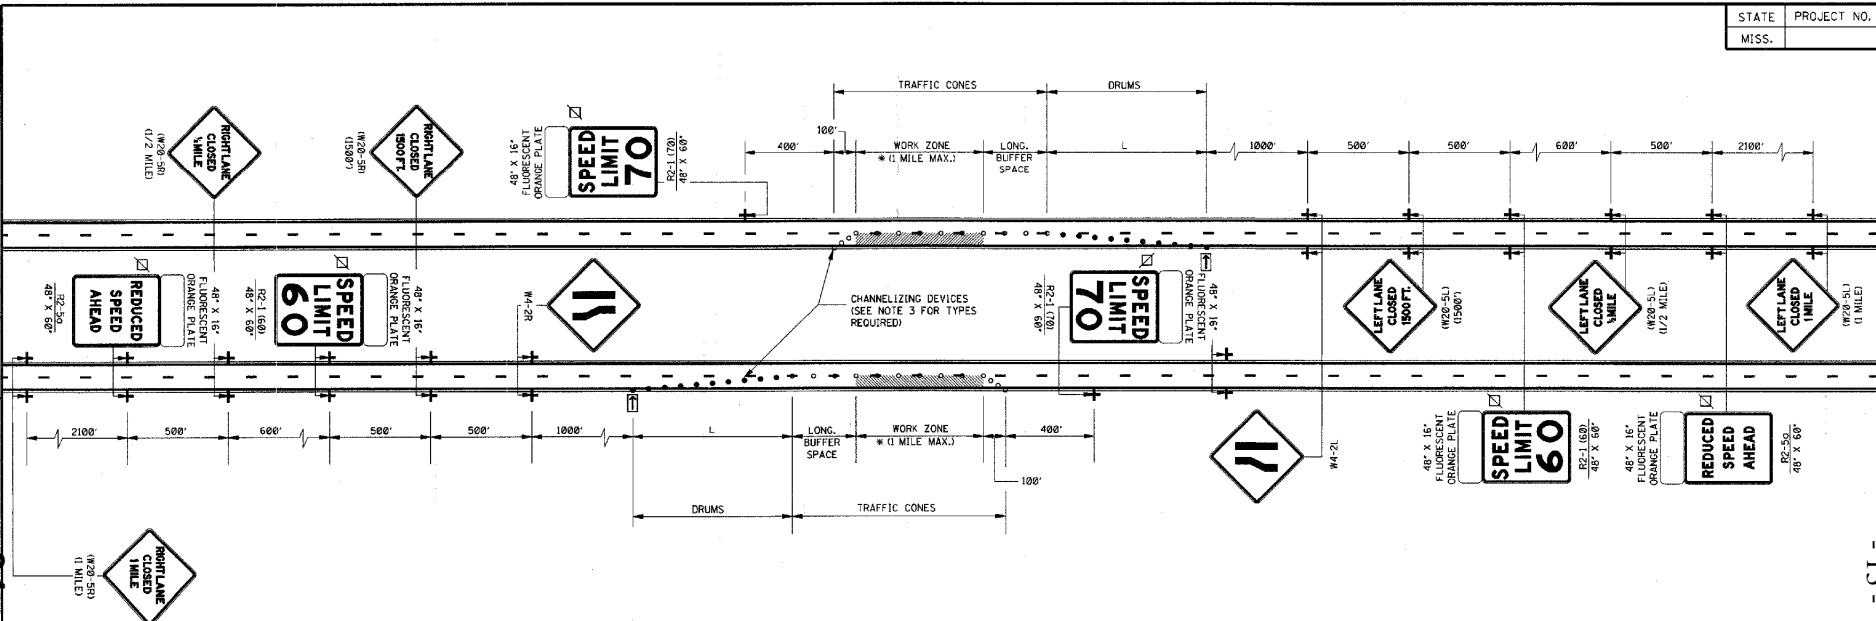 STATE PROJECT NO.
MISS.
TRAFFIC CONES
DRUMS
100'
400'
WORK ZONE
* (1 MILE MAX.)
LONG.
BUFFER
SPACE
L
1000'
500'
500'
600'
500'
2100'
RIGHT LANE
CLOSED
½ MILE
(W20-5R)
(1/2 MILE)
RIGHT LANE
CLOSED
1500 FT.
(W20-5R)
(1500')
48" X 16"
FLUORESCENT
ORANGE PLATE
SPEED
LIMIT
70
R2-1 (70)
48" X 60"
REDUCED
SPEED
AHEAD
R2-5a
48" X 60"
48" X 16"
FLUORESCENT
ORANGE PLATE
SPEED
LIMIT
60
R2-1 (60)
48" X 60"
48" X 16"
FLUORESCENT
ORANGE PLATE
W4-2R
CHANNELIZING DEVICES
(SEE NOTE 3 FOR TYPES
REQUIRED)
SPEED
LIMIT
70
R2-1 (70)
48" X 60"
48" X 16"
FLUORESCENT
ORANGE PLATE
LEFT LANE
CLOSED
1500 FT.
(W20-5L)
(1500')
LEFT LANE
CLOSED
½ MILE
(W20-5L)
(1/2 MILE)
LEFT LANE
CLOSED
1 MILE
(W20-5L)
(1 MILE)
2100'
500'
600'
500'
500'
1000'
L
LONG.
BUFFER
SPACE
WORK ZONE
* (1 MILE MAX.)
400'
100'
DRUMS
TRAFFIC CONES
W4-2L
48" X 16"
FLUORESCENT
ORANGE PLATE
SPEED
LIMIT
60
R2-1 (60)
48" X 60"
48" X 16"
FLUORESCENT
ORANGE PLATE
REDUCED
SPEED
AHEAD
R2-5a
48" X 60"
RIGHT LANE
CLOSED
1 MILE
(W20-5R)
(1 MILE)
- 15 -